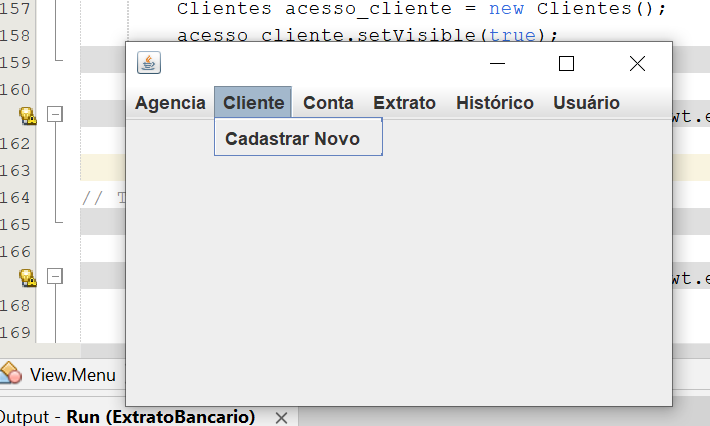 157 Clientes acesso_cliente = new Clientes();
158 acesso_cliente.setVisible(true);
159
160
Agencia Cliente Conta Extrato Histórico Usuário
wt.e
Cadastrar Novo
162
163
164 //
165
166
wt.e
168
169
View.Menu
Output - Run (ExtratoBancario)